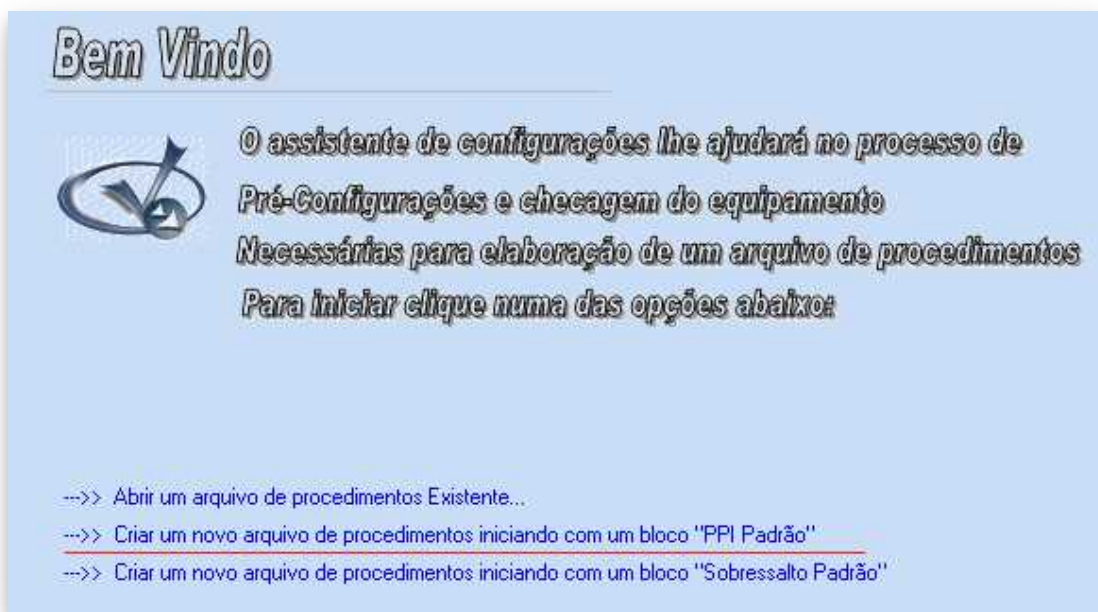 Bem Vindo
O assistente de configurações lhe ajudará no processo de
Pré-Configurações e checagem do equipamento
Necessárias para elaboração de um arquivo de procedimentos
Para iniciar clique numa das opções abaixo:
--->> Abrir um arquivo de procedimentos Existente...
--->> Criar um novo arquivo de procedimentos iniciando com um bloco "PPI Padrão"
--->> Criar um novo arquivo de procedimentos iniciando com um bloco "Sobressalto Padrão"